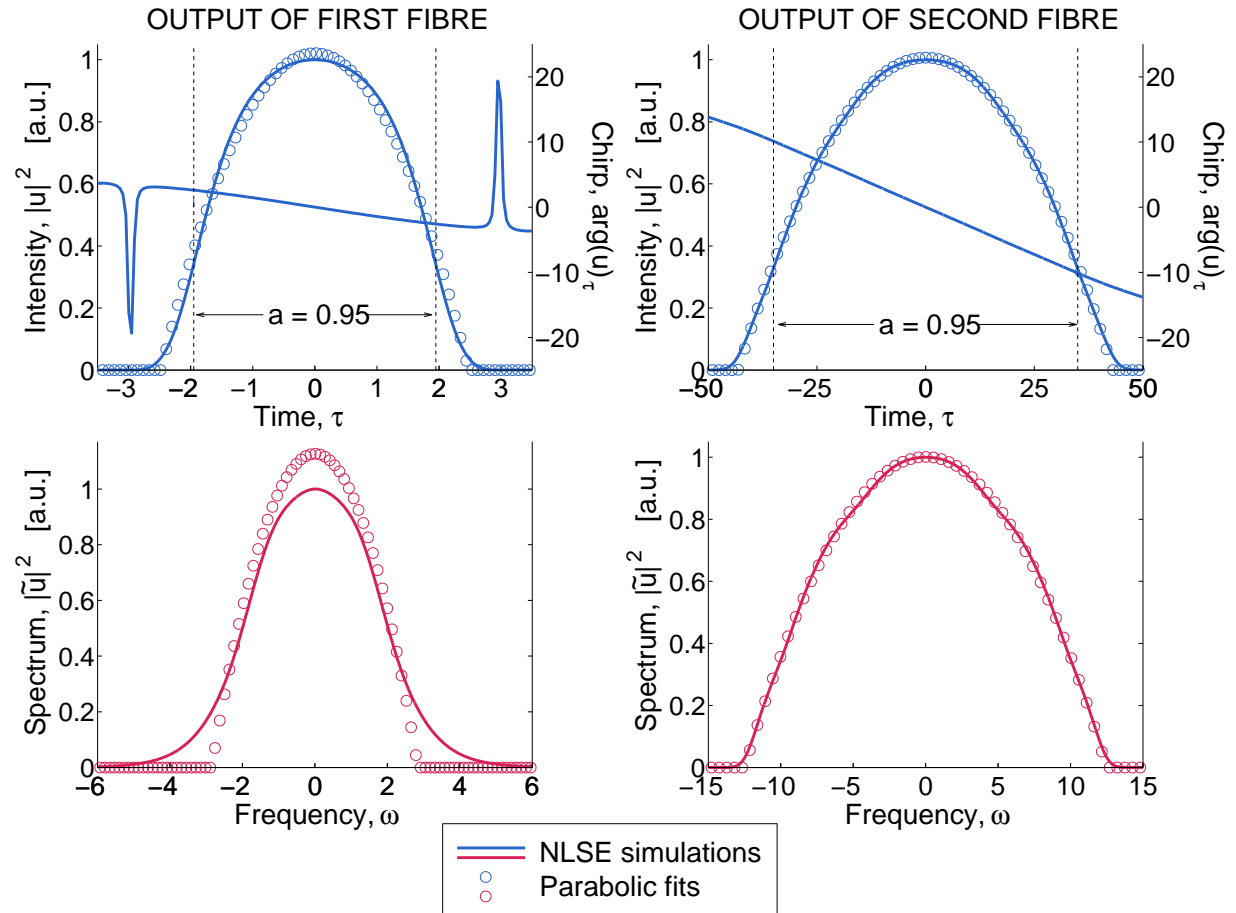 OUTPUT OF FIRST FIBRE
OUTPUT OF SECOND FIBRE
Intensity, |u|²  [a.u.]
1
0.8
0.6
0.4
0.2
0
20
10
0
−10
−20
Chirp, arg(u)τ
a = 0.95
−3 −2 −1 0 1 2 3
Time, τ
Intensity, |u|²  [a.u.]
1
0.8
0.6
0.4
0.2
0
20
10
0
−10
−20
Chirp, arg(u)τ
a = 0.95
−50 −25 0 25 50
Time, τ
Spectrum, |ũ|²  [a.u.]
1
0.8
0.6
0.4
0.2
0
−6 −4 −2 0 2 4 6
Frequency, ω
Spectrum, |ũ|²  [a.u.]
1
0.8
0.6
0.4
0.2
0
−15 −10 −5 0 5 10 15
Frequency, ω
NLSE simulations
Parabolic fits